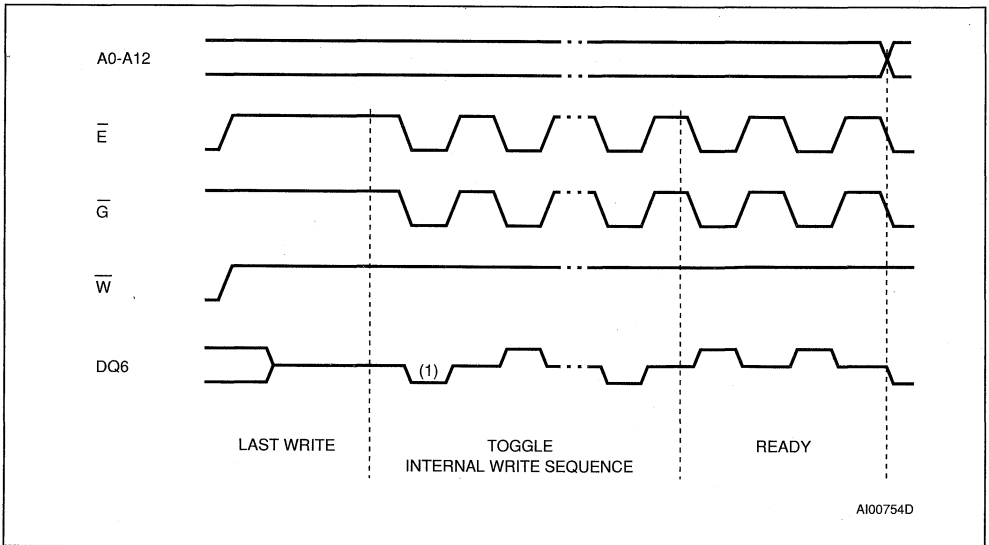 A0-A12
E
G
W
DQ6
(1)
LAST WRITE
TOGGLE
INTERNAL WRITE SEQUENCE
READY
AI00754D